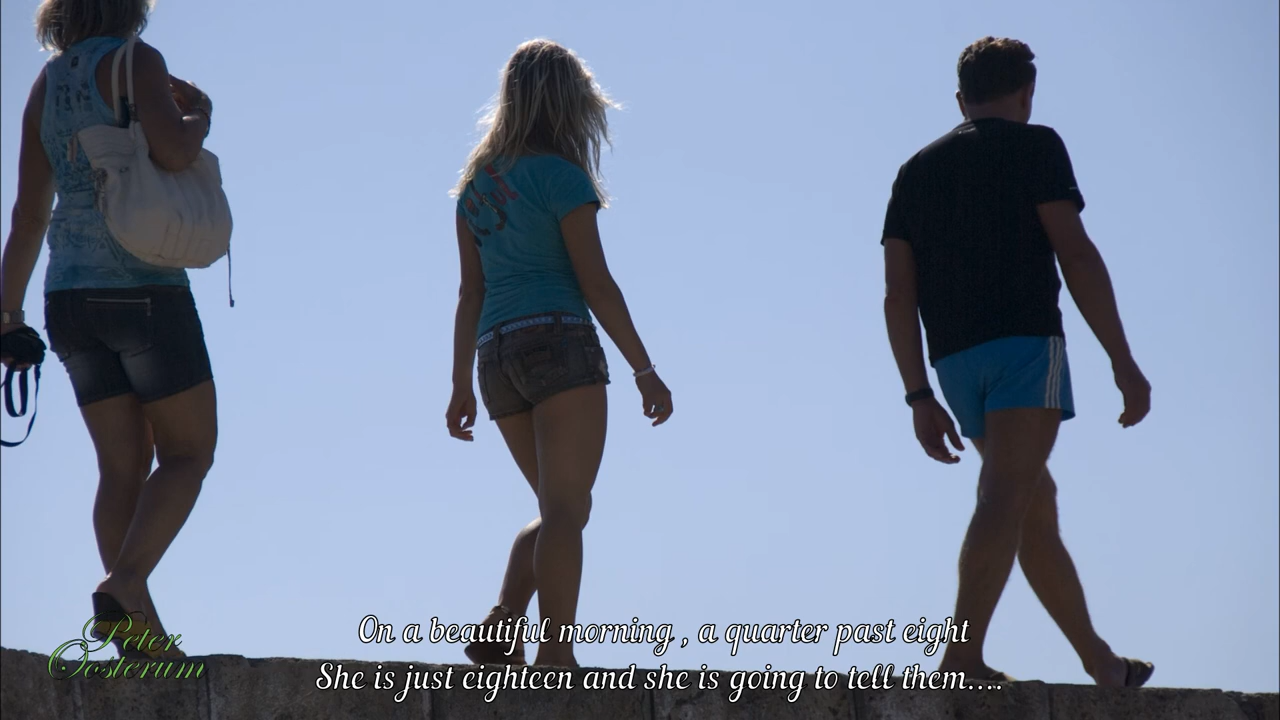 On a beautiful morning , a quarter past eight
She is just eighteen and she is going to tell them....
Peter
Oosterum